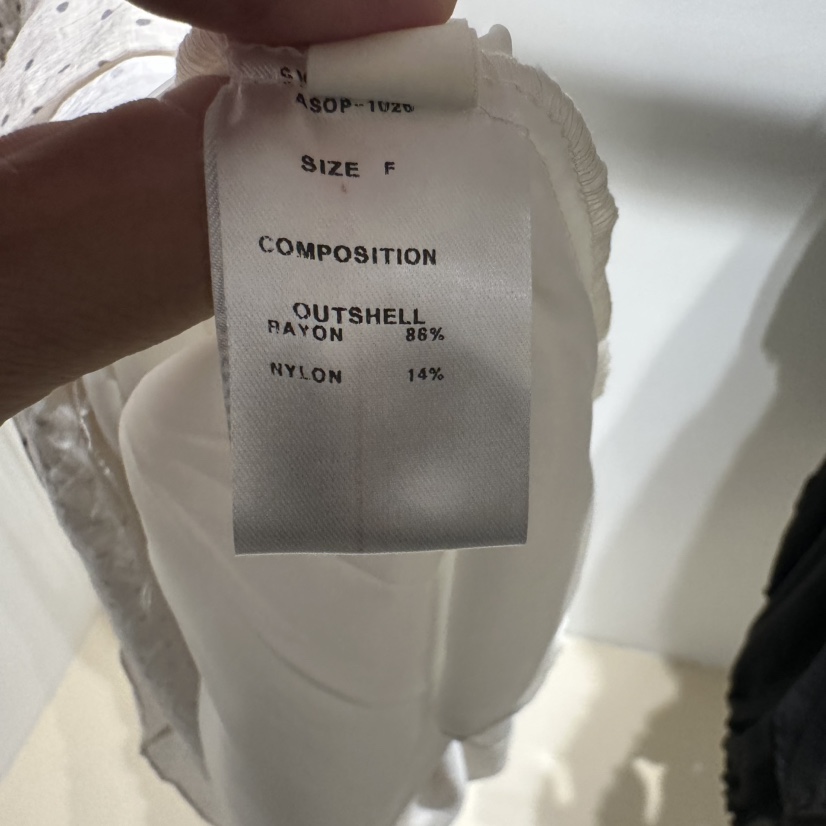 ASOP-1026
SIZE F
COMPOSITION
OUTSHELL
RAYON 86%
NYLON 14%